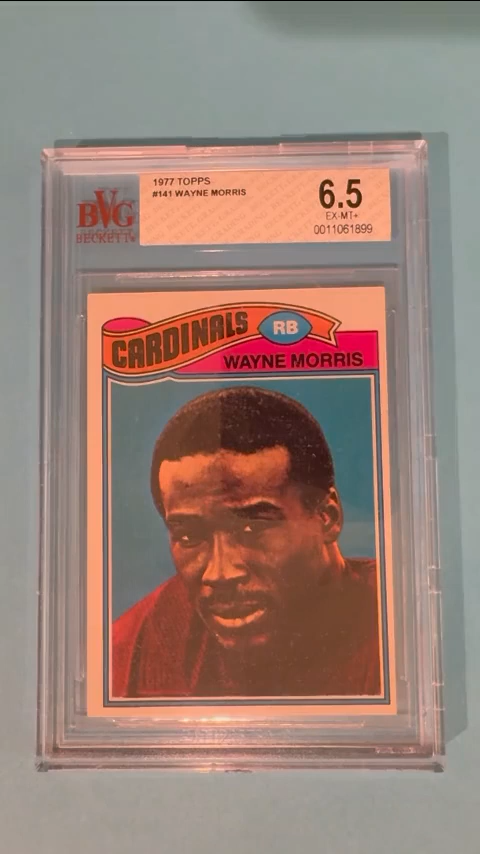 1977 TOPPS
#141 WAYNE MORRIS
6.5
EX-MT+
0011061899
BVG
BECKETT
CARDINALS
RB
WAYNE MORRIS